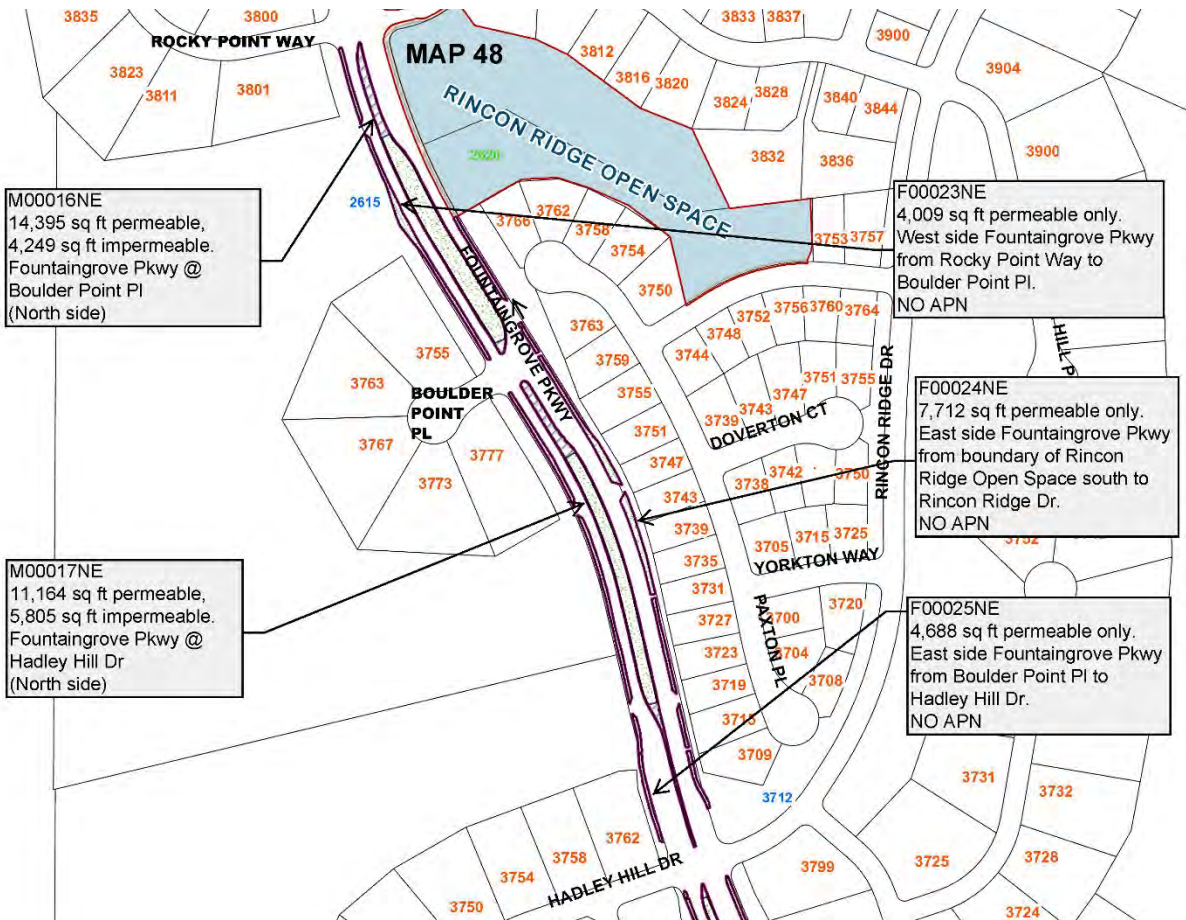 3835
3800
3833
3837
ROCKY POINT WAY
MAP 48
3900
3812
3904
3823
3811
3801
3816
3820
3824
3828
3840
3844
RINCON RIDGE OPEN SPACE
3900
3832
3836
M00016NE
14,395 sq ft permeable,
4,249 sq ft impermeable.
Fountaingrove Pkwy @
Boulder Point Pl
(North side)
2615
3766
3762
3758
3754
3750
3753
3757
F00023NE
4,009 sq ft permeable only.
West side Fountaingrove Pkwy
from Rocky Point Way to
Boulder Point Pl.
NO APN
FOUNTAINGROVE PKWY
3763
3759
3755
3751
3747
3743
3739
3735
3731
3727
3723
3719
3715
3709
3744
3748
3752
3756
3760
3764
3739
3743
3747
3751
3755
DOVERTON CT
RINCON RIDGE DR
HILL P
3755
3763
3767
3773
3777
BOULDER
POINT
PL
F00024NE
7,712 sq ft permeable only.
East side Fountaingrove Pkwy
from boundary of Rincon
Ridge Open Space south to
Rincon Ridge Dr.
NO APN
3738
3742
3750
3705
3715
3725
YORKTON WAY
3752
M00017NE
11,164 sq ft permeable,
5,805 sq ft impermeable.
Fountaingrove Pkwy @
Hadley Hill Dr
(North side)
PAXTON PL
3700
3704
3708
3720
F00025NE
4,688 sq ft permeable only.
East side Fountaingrove Pkwy
from Boulder Point Pl to
Hadley Hill Dr.
NO APN
3712
3731
3732
3762
3758
3754
3750
HADLEY HILL DR
3799
3725
3728
3724